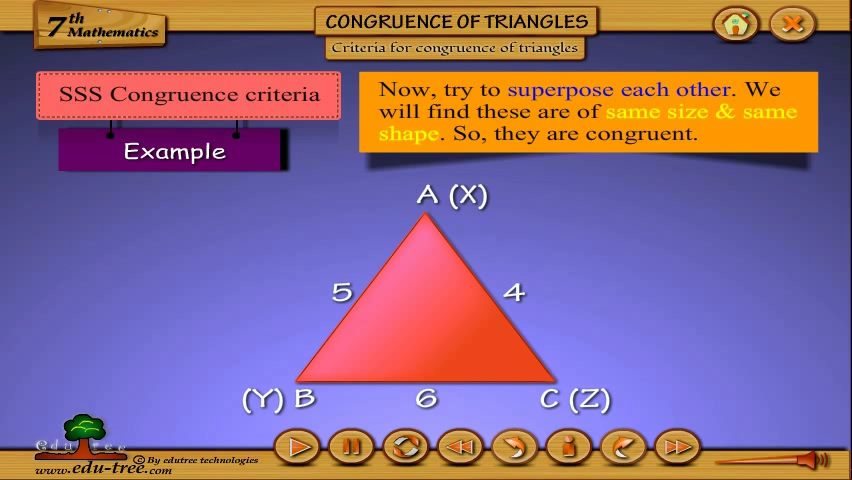 7th
Mathematics
CONGRUENCE OF TRIANGLES
Criteria for congruence of triangles
SSS Congruence criteria
Example
Now, try to superpose each other. We
will find these are of same size & same
shape. So, they are congruent.
A (X)
5
4
(Y) B
6
C (Z)
edutree
© By edutree technologies
www.edu-tree.com